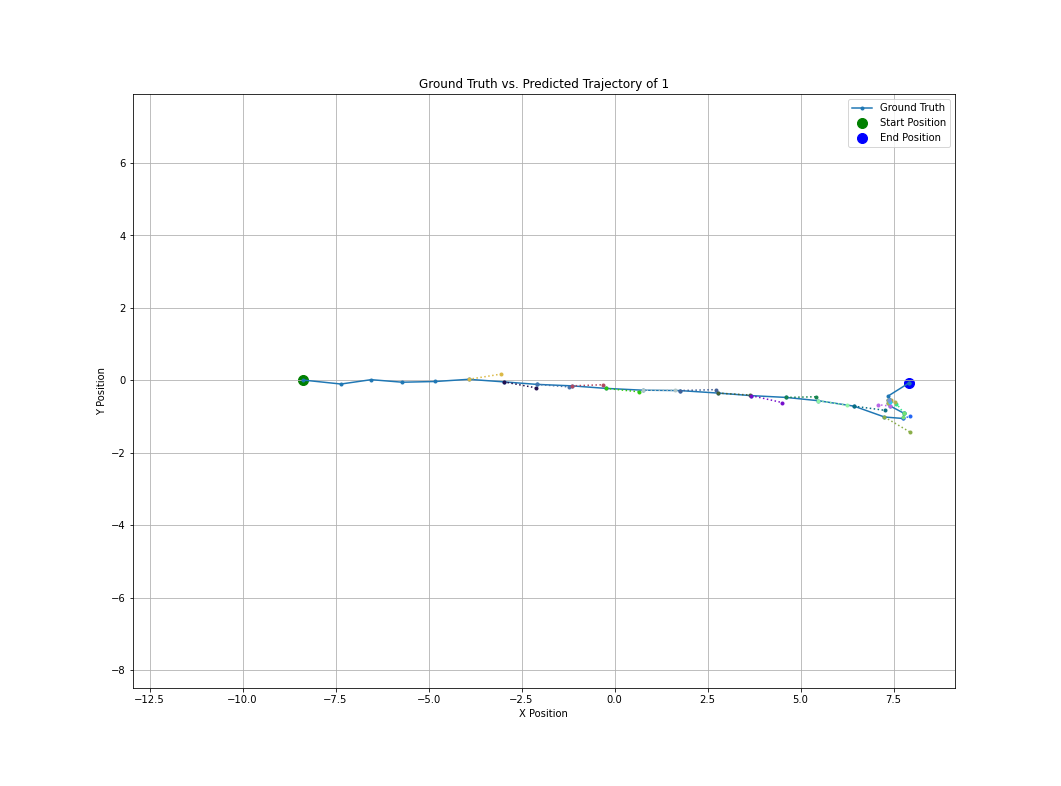 Ground Truth vs. Predicted Trajectory of 1
Ground Truth
Start Position
End Position
6
4
2
0
−2
−4
−6
−8
Y Position
−12.5 −10.0 −7.5 −5.0 −2.5 0.0 2.5 5.0 7.5
X Position